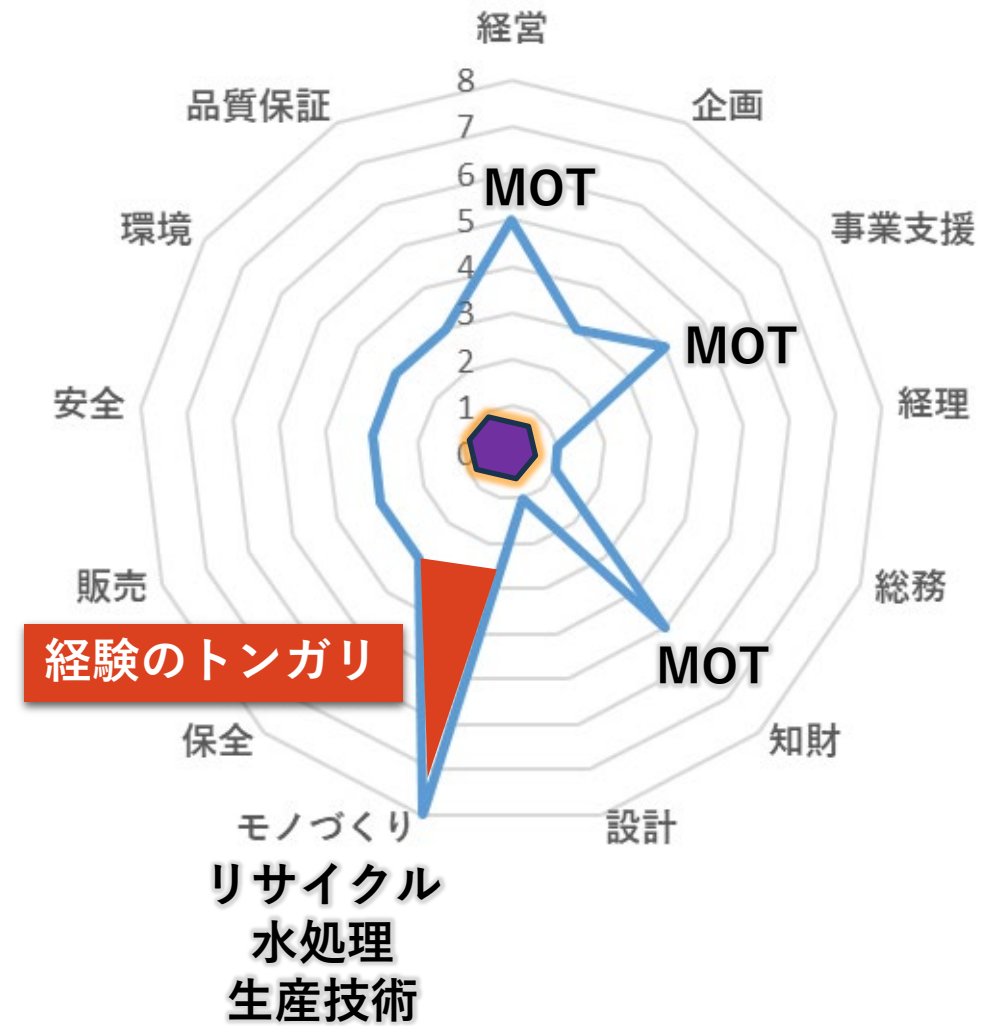 経営
品質保証
企画
環境
事業支援
安全
経理
販売
総務
保全
知財
モノづくり
設計
8
7
6
5
4
3
2
1
0
MOT
MOT
MOT
経験のトンガリ
リサイクル
水処理
生産技術